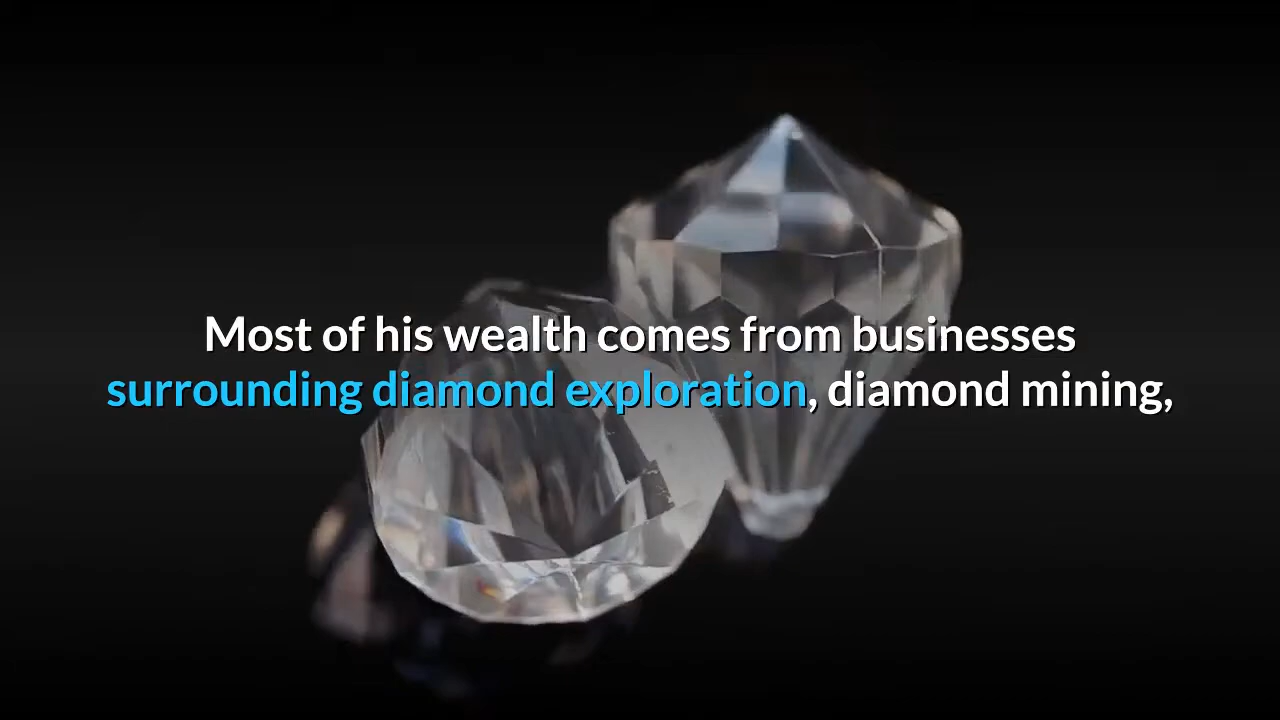 Most of his wealth comes from businesses
surrounding diamond exploration, diamond mining,